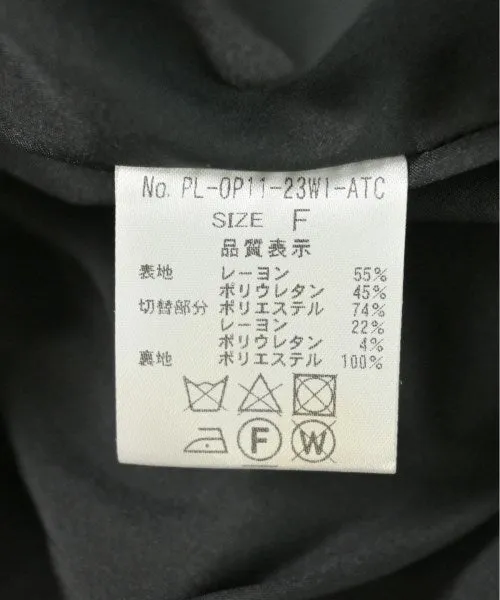 No. PL-OP11-23WI-ATC
SIZE F
品質表示
表地 レーヨン 55%
ポリウレタン 45%
切替部分 ポリエステル 74%
レーヨン 22%
ポリウレタン 4%
裏地 ポリエステル 100%
F W